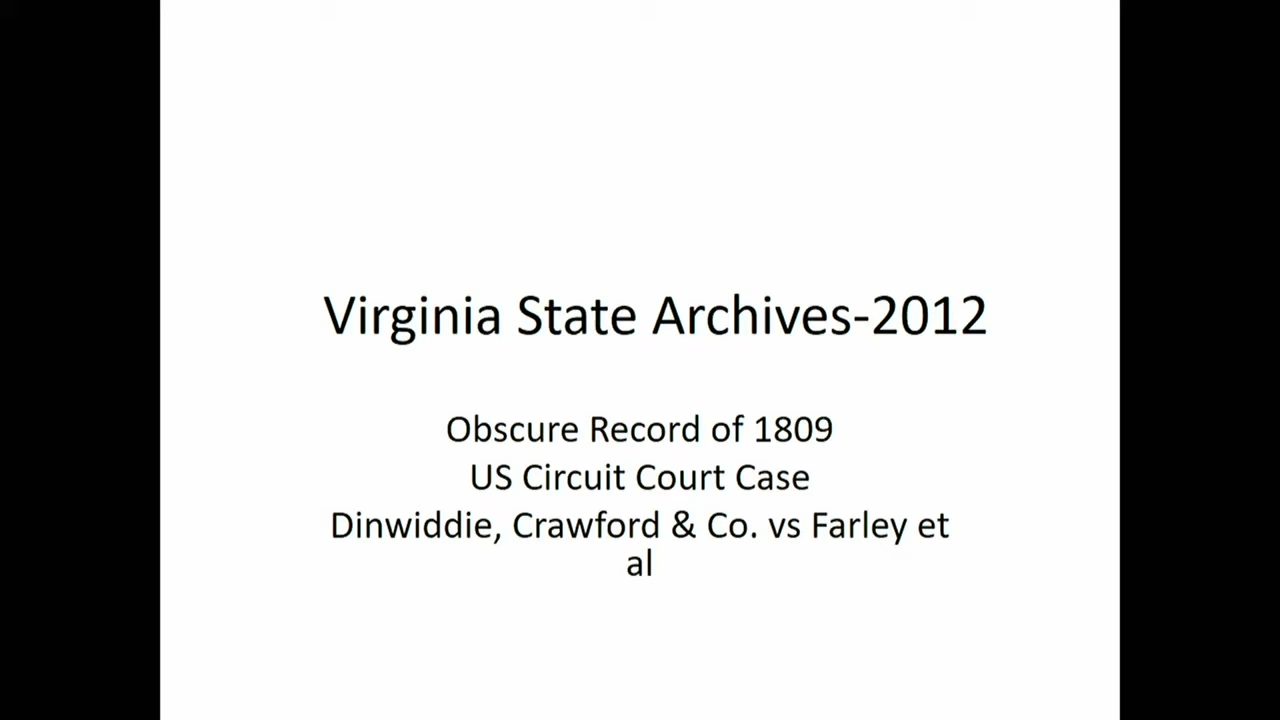 Virginia State Archives-2012
Obscure Record of 1809
US Circuit Court Case
Dinwiddie, Crawford & Co. vs Farley et
al